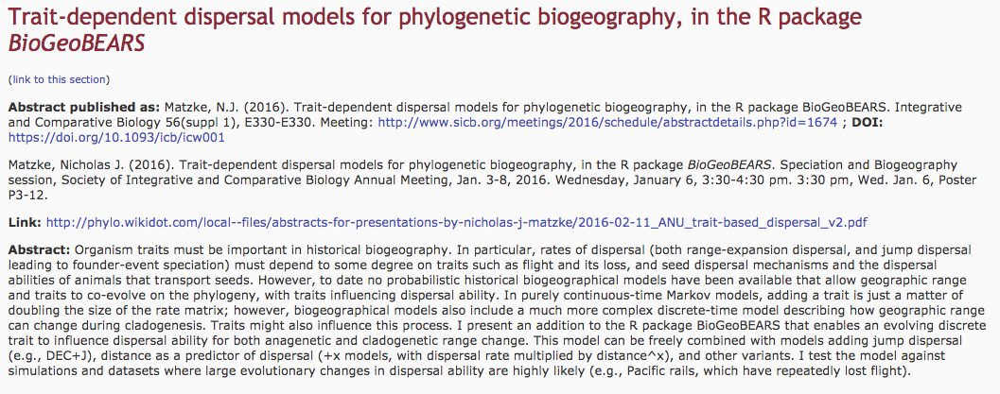 Trait-dependent dispersal models for phylogenetic biogeography, in the R package
BioGeoBEARS
(link to this section)
Abstract published as: Matzke, N.J. (2016). Trait-dependent dispersal models for phylogenetic biogeography, in the R package BioGeoBEARS. Integrative
and Comparative Biology 56(suppl 1), E330-E330. Meeting: http://www.sicb.org/meetings/2016/schedule/abstractdetails.php?id=1674 ; DOI:
https://doi.org/10.1093/icb/icw001
Matzke, Nicholas J. (2016). Trait-dependent dispersal models for phylogenetic biogeography, in the R package BioGeoBEARS. Speciation and Biogeography
session, Society of Integrative and Comparative Biology Annual Meeting, Jan. 3-8, 2016. Wednesday, January 6, 3:30-4:30 pm. 3:30 pm, Wed. Jan. 6, Poster
P3-12.
Link: http://phylo.wikidot.com/local--files/abstracts-for-presentations-by-nicholas-j-matzke/2016-02-11_ANU_trait-based_dispersal_v2.pdf
Abstract: Organism traits must be important in historical biogeography. In particular, rates of dispersal (both range-expansion dispersal, and jump dispersal
leading to founder-event speciation) must depend to some degree on traits such as flight and its loss, and seed dispersal mechanisms and the dispersal
abilities of animals that transport seeds. However, to date no probabilistic historical biogeographical models have been available that allow geographic range
and traits to co-evolve on the phylogeny, with traits influencing dispersal ability. In purely continuous-time Markov models, adding a trait is just a matter of
doubling the size of the rate matrix; however, biogeographical models also include a much more complex discrete-time model describing how geographic range
can change during cladogenesis. Traits might also influence this process. I present an addition to the R package BioGeoBEARS that enables an evolving discrete
trait to influence dispersal ability for both anagenetic and cladogenetic range change. This model can be freely combined with models adding jump dispersal
(e.g., DEC+J), distance as a predictor of dispersal (+x models, with dispersal rate multiplied by distance^x), and other variants. I test the model against
simulations and datasets where large evolutionary changes in dispersal ability are highly likely (e.g., Pacific rails, which have repeatedly lost flight).